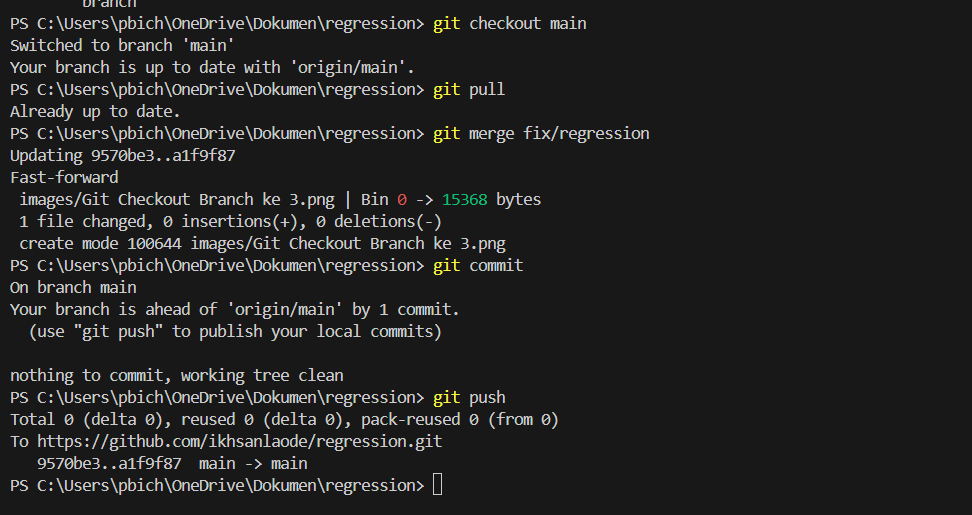 branch
PS C:\Users\pbich\OneDrive\Dokumen\regression> git checkout main
Switched to branch 'main'
Your branch is up to date with 'origin/main'.
PS C:\Users\pbich\OneDrive\Dokumen\regression> git pull
Already up to date.
PS C:\Users\pbich\OneDrive\Dokumen\regression> git merge fix/regression
Updating 9570be3..a1f9f87
Fast-forward
 images/Git Checkout Branch ke 3.png | Bin 0 -> 15368 bytes
 1 file changed, 0 insertions(+), 0 deletions(-)
 create mode 100644 images/Git Checkout Branch ke 3.png
PS C:\Users\pbich\OneDrive\Dokumen\regression> git commit
On branch main
Your branch is ahead of 'origin/main' by 1 commit.
  (use "git push" to publish your local commits)

nothing to commit, working tree clean
PS C:\Users\pbich\OneDrive\Dokumen\regression> git push
Total 0 (delta 0), reused 0 (delta 0), pack-reused 0 (from 0)
To https://github.com/ikhsanlaode/regression.git
   9570be3..a1f9f87  main -> main
PS C:\Users\pbich\OneDrive\Dokumen\regression>